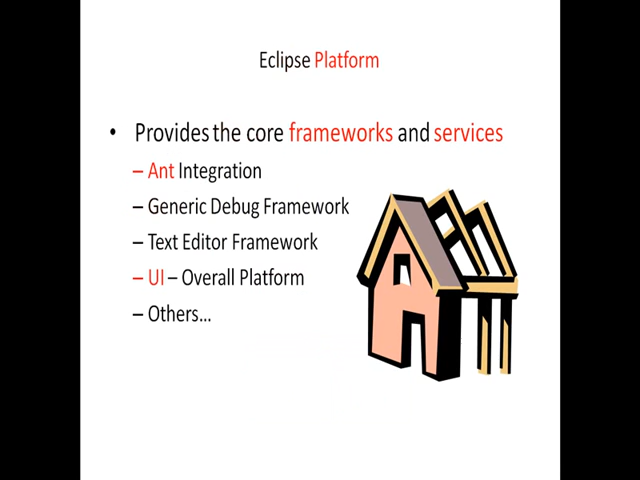 Eclipse Platform
• Provides the core frameworks and services
– Ant Integration
– Generic Debug Framework
– Text Editor Framework
– UI – Overall Platform
– Others...